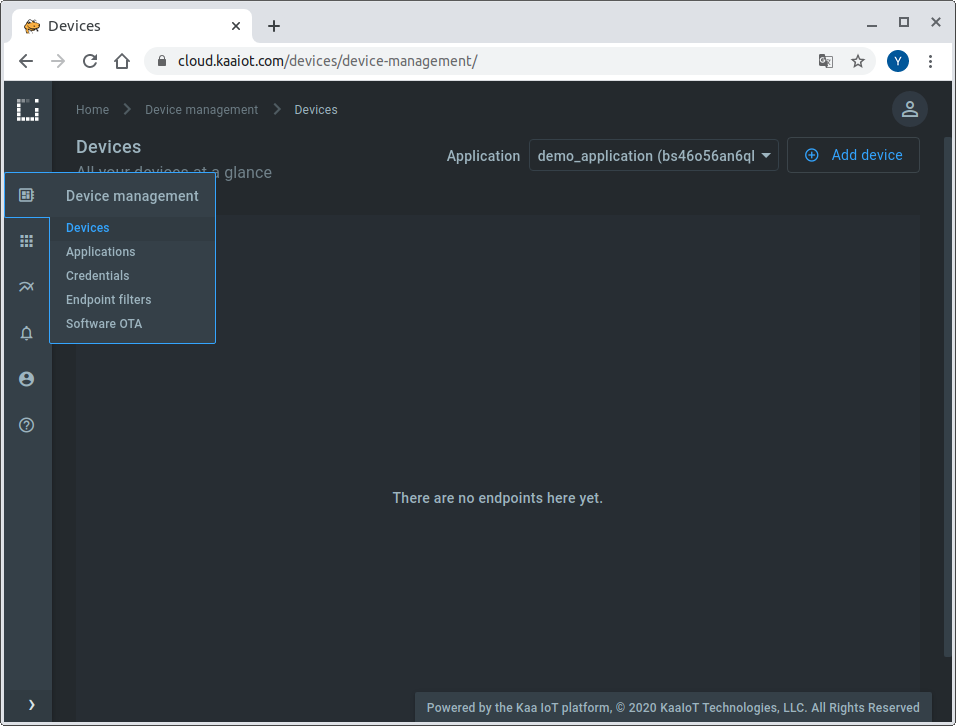 Devices
cloud.kaaiot.com/devices/device-management/
Y
Home Device management Devices
Devices
All your devices at a glance
Application demo_application (bs46o56an6ql Add device
Device management
Devices
Applications
Credentials
Endpoint filters
Software OTA
There are no endpoints here yet.
Powered by the Kaa IoT platform, © 2020 KaaIoT Technologies, LLC. All Rights Reserved